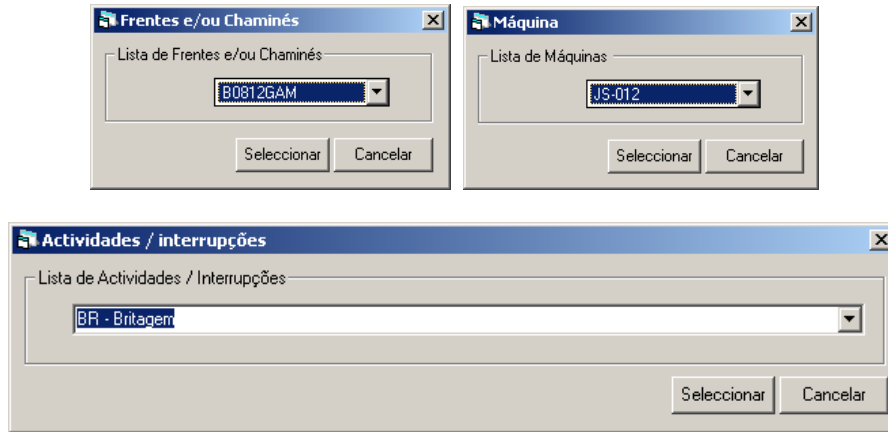 Frentes e/ou Chaminés
Lista de Frentes e/ou Chaminés
B0812GAM
Seleccionar Cancelar
Máquina
Lista de Máquinas
JS-012
Seleccionar Cancelar
Actividades / interrupções
Lista de Actividades / Interrupções
BR - Britagem
Seleccionar Cancelar